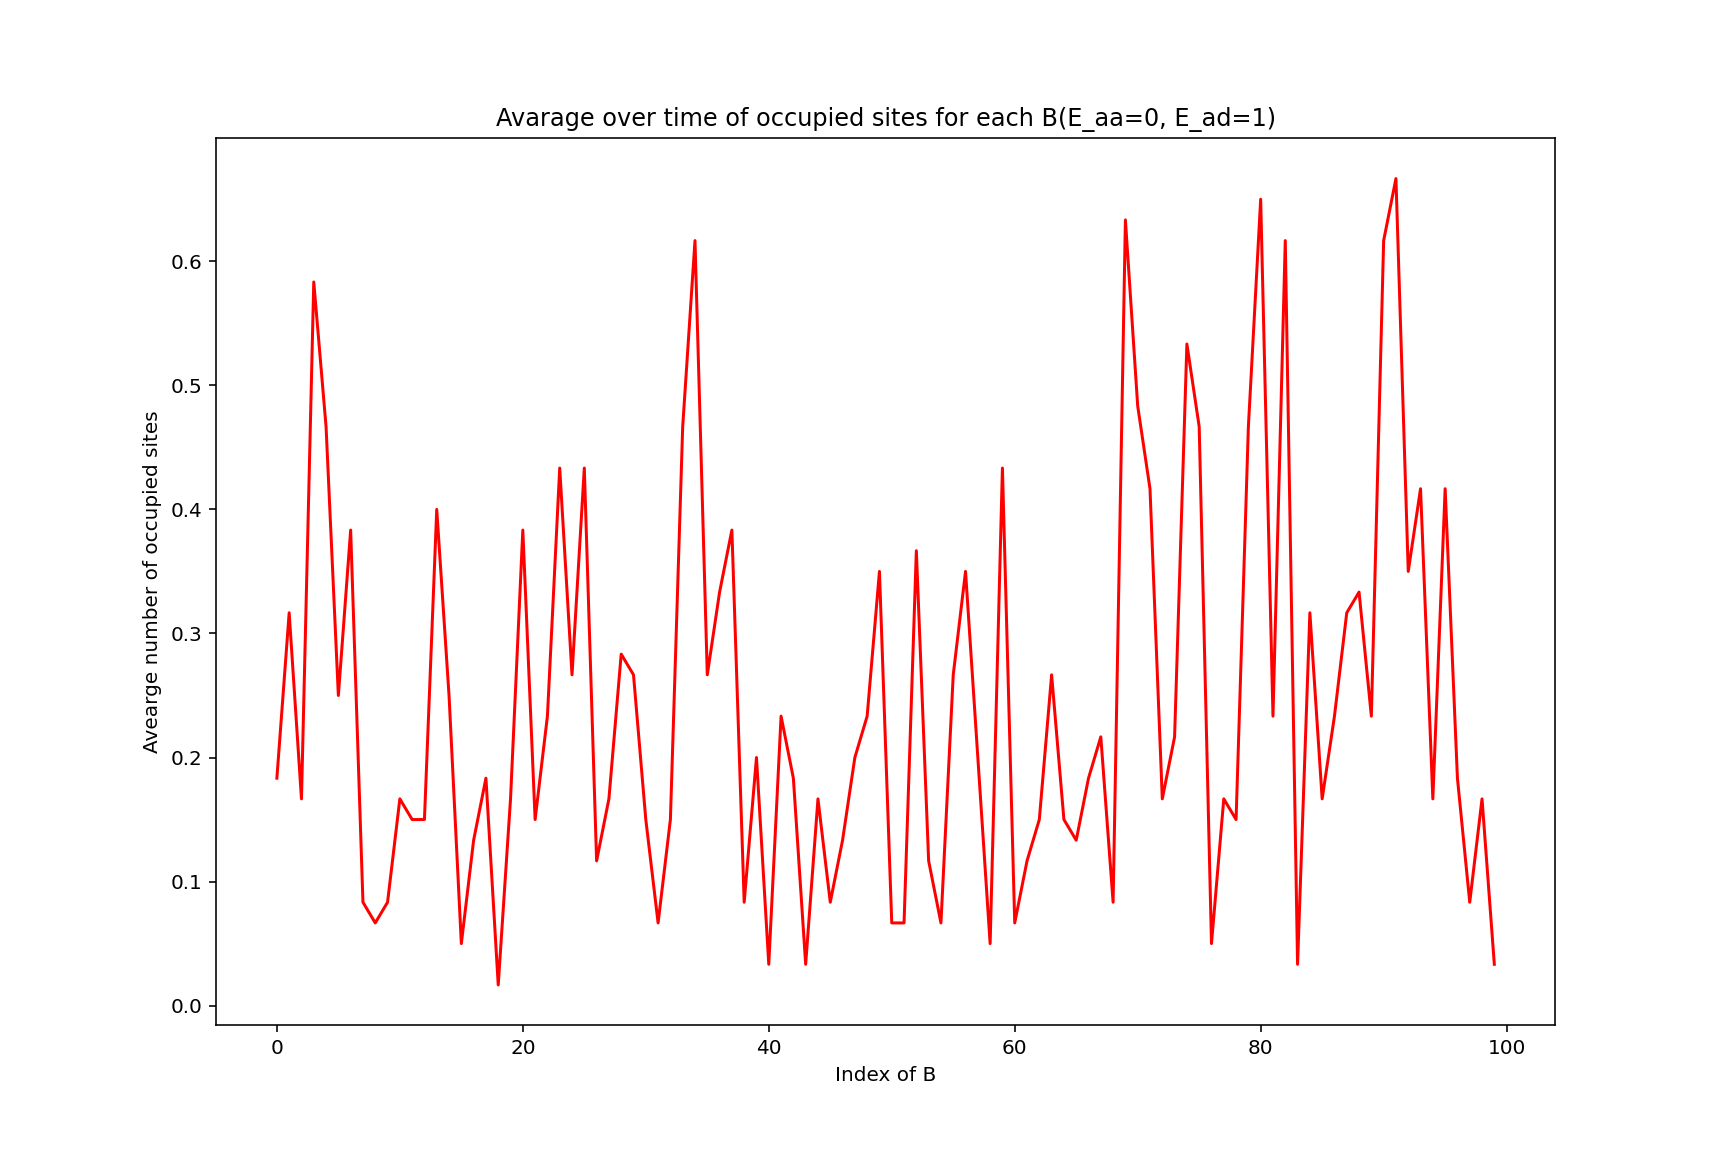 Avarage over time of occupied sites for each B(E_aa=0, E_ad=1)
Avearge number of occupied sites
0.6
0.5
0.4
0.3
0.2
0.1
0.0
0 20 40 60 80 100
Index of B